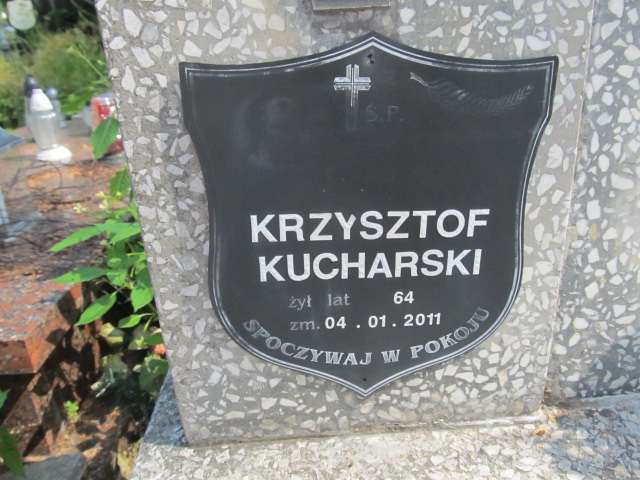 Ś.P.
KRZYSZTOF
KUCHARSKI
żył lat 64
zm. 04.01.2011
SPOCZYWAJ W POKOJU